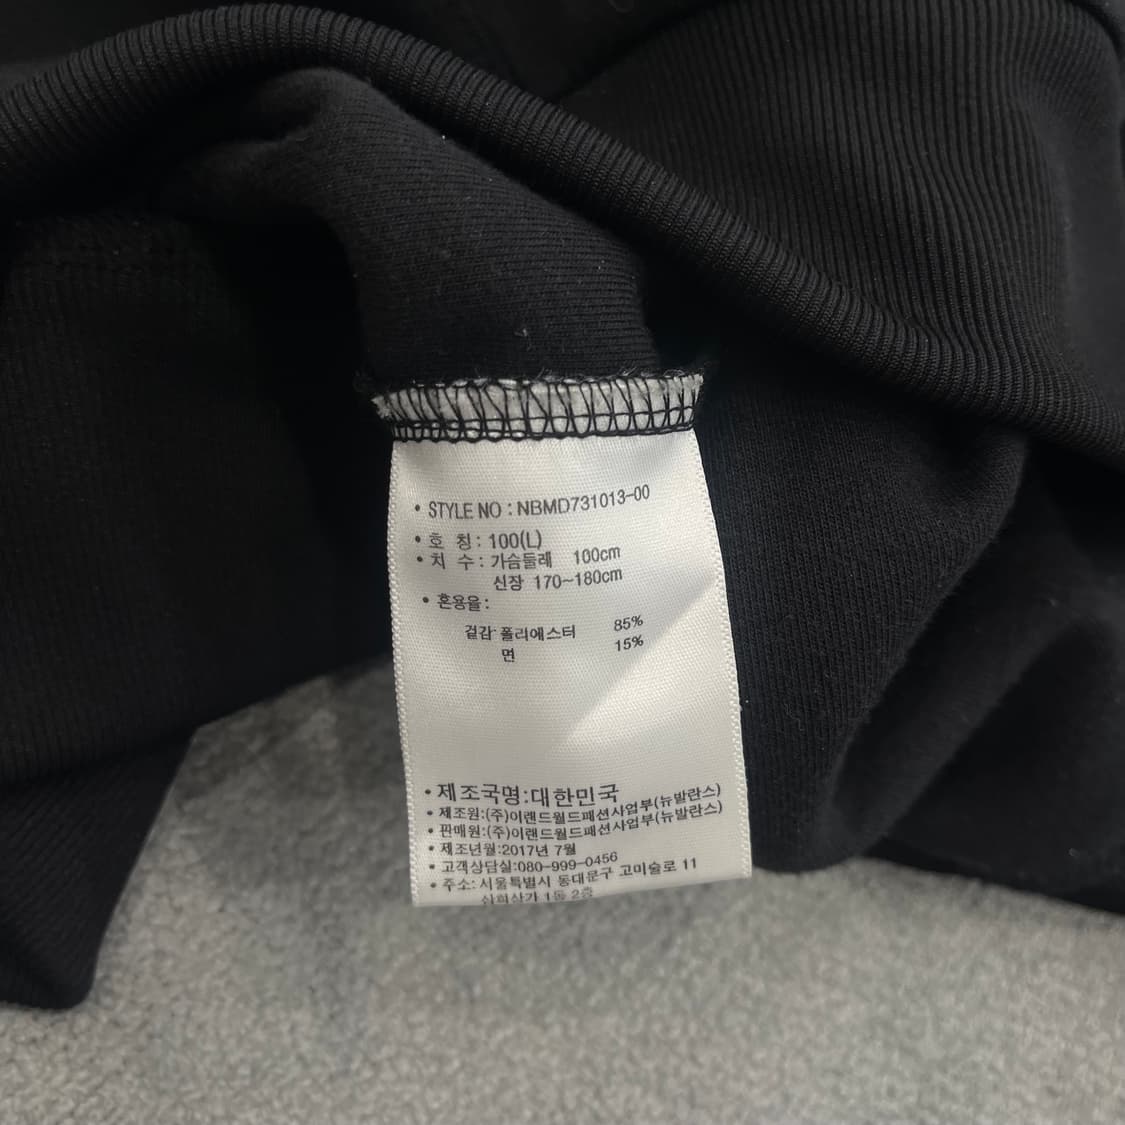 • STYLE NO : NBMD731013-00
• 호 칭 : 100(L)
• 치 수 : 가슴둘레 100cm
신장 170~180cm
• 혼용율 :
겉감 폴리에스터 85%
면 15%
• 제조국명:대한민국
• 제조원:(주)이랜드월드패션사업부(뉴발란스)
• 판매원:(주)이랜드월드패션사업부(뉴발란스)
• 제조년월:2017년 7월
• 고객상담실:080-999-0456
• 주소: 서울특별시 동대문구 고미술로 11
1동 2층